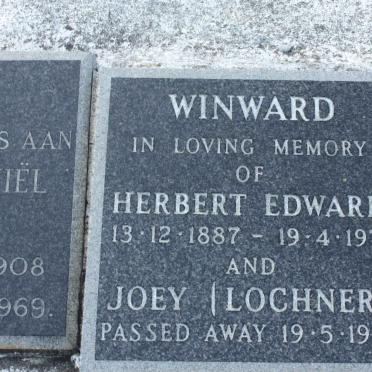 S AAN
IËL
908
1969.
WINWARD
IN LOVING MEMORY
OF
HERBERT EDWAR
13·12·1887 – 19·4·19
AND
JOEY (LOCHNER
PASSED AWAY 19·5·19